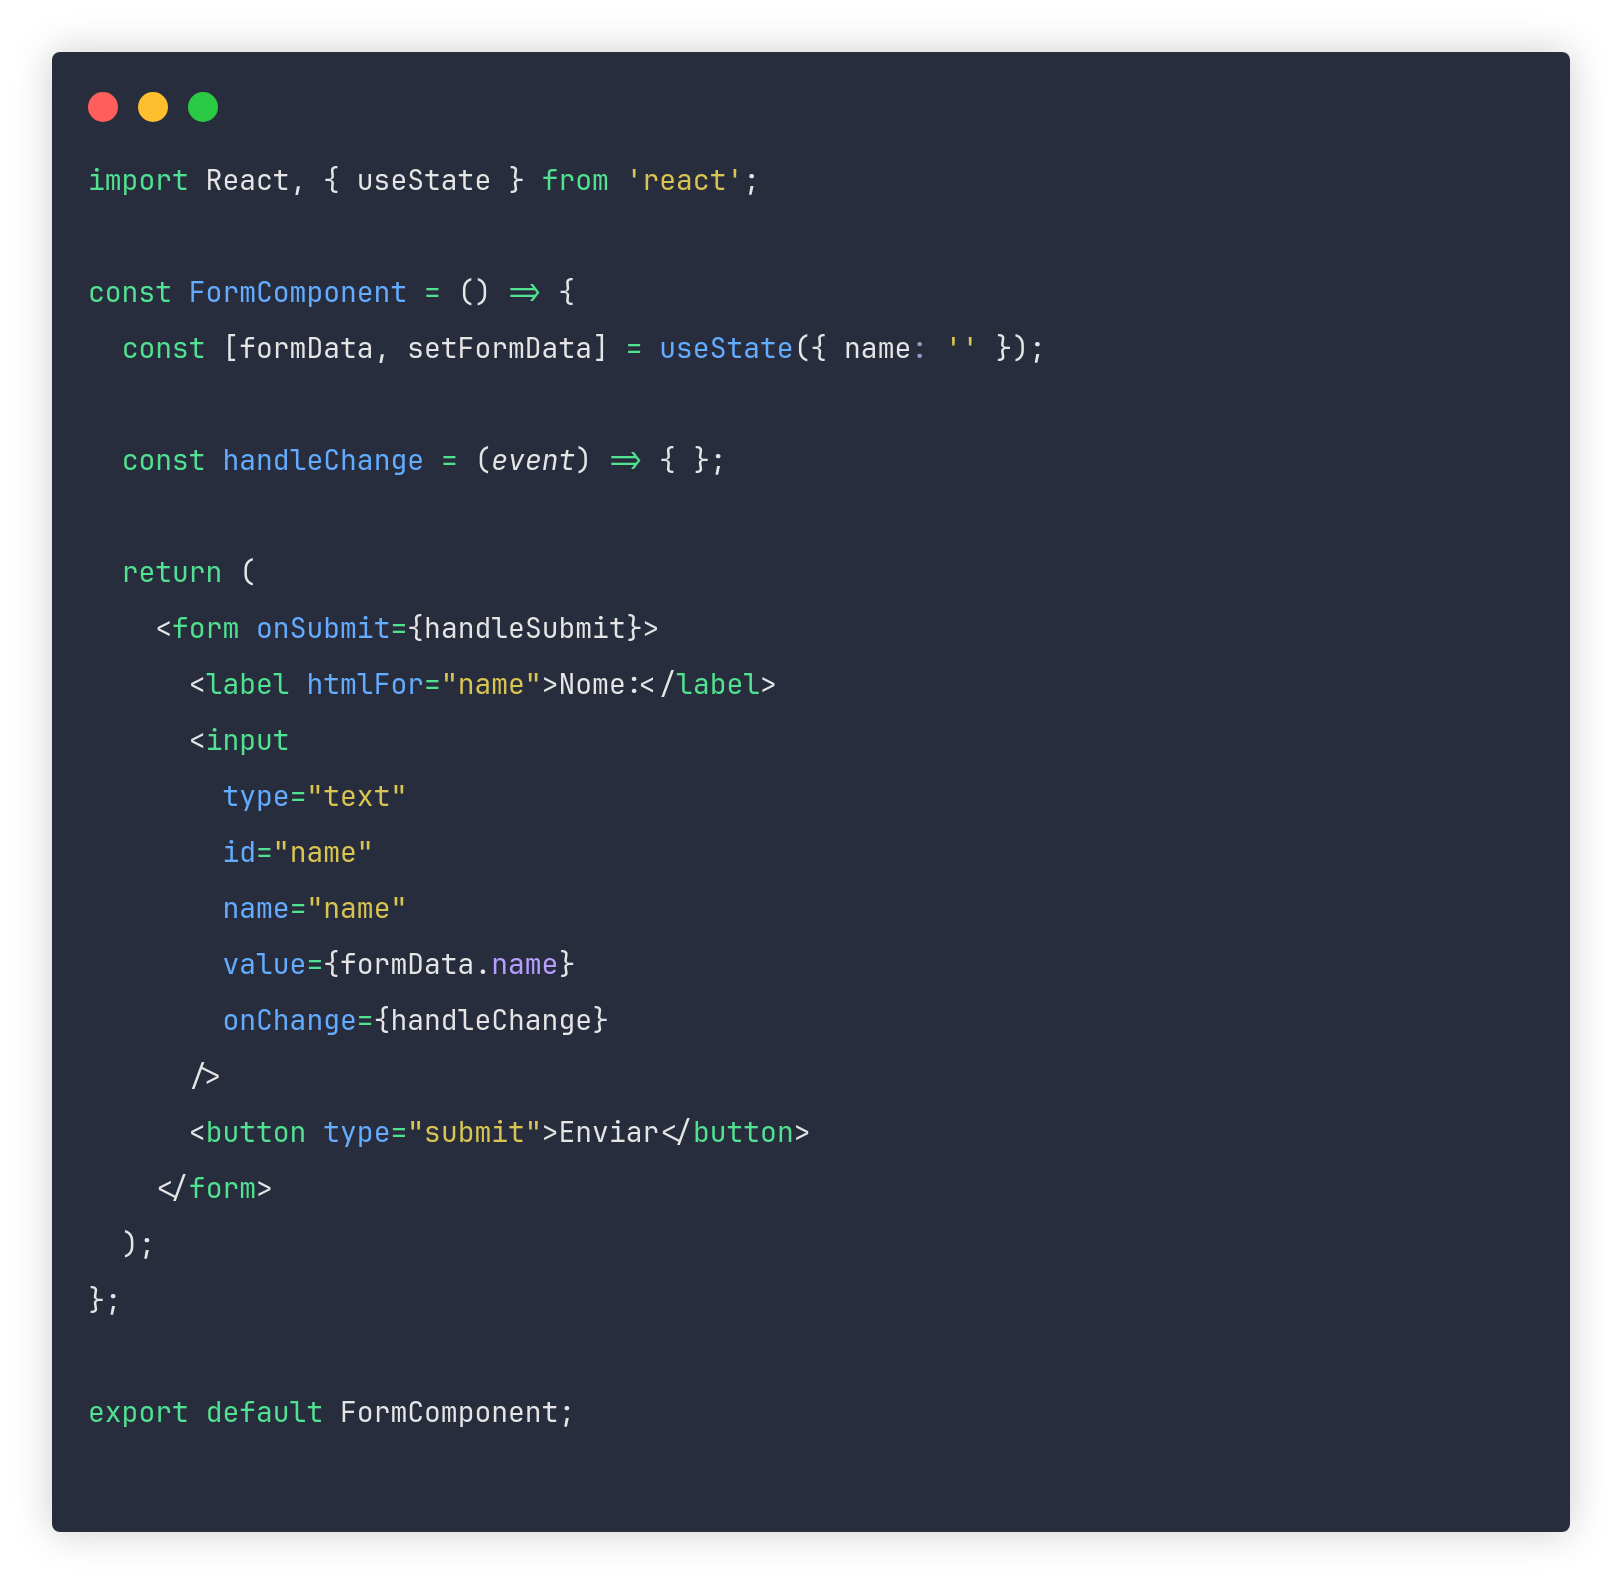 import React, { useState } from 'react';

const FormComponent = () => {
  const [formData, setFormData] = useState({ name: '' });

  const handleChange = (event) => { };

  return (
    <form onSubmit={handleSubmit}>
      <label htmlFor="name">Nome:</label>
      <input
        type="text"
        id="name"
        name="name"
        value={formData.name}
        onChange={handleChange}
      />
      <button type="submit">Enviar</button>
    </form>
  );
};

export default FormComponent;